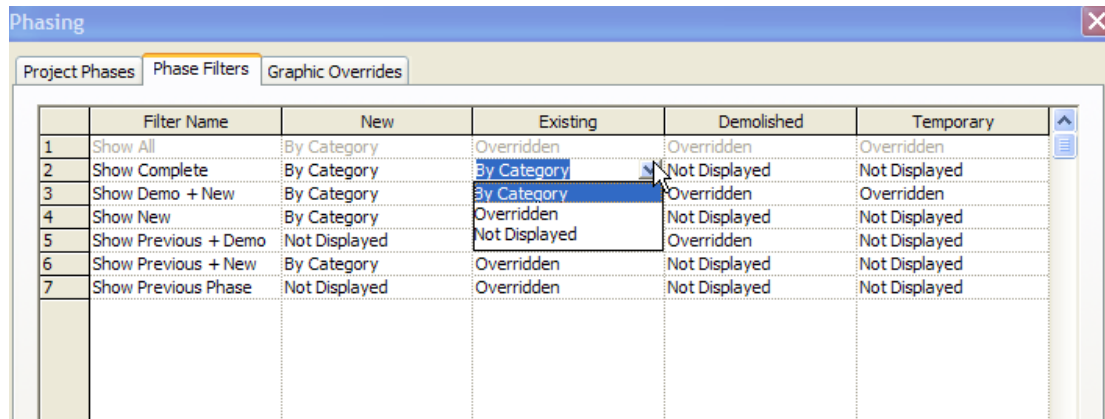 Phasing
Project Phases Phase Filters Graphic Overrides
Filter Name New Existing Demolished Temporary
1 Show All By Category Overridden Overridden Overridden
2 Show Complete By Category By Category Not Displayed Not Displayed
3 Show Demo + New By Category By Category Overridden Overridden
4 Show New By Category Overridden Not Displayed Not Displayed
5 Show Previous + Demo Not Displayed Not Displayed Overridden Not Displayed
6 Show Previous + New By Category Overridden Not Displayed Not Displayed
7 Show Previous Phase Not Displayed Overridden Not Displayed Not Displayed